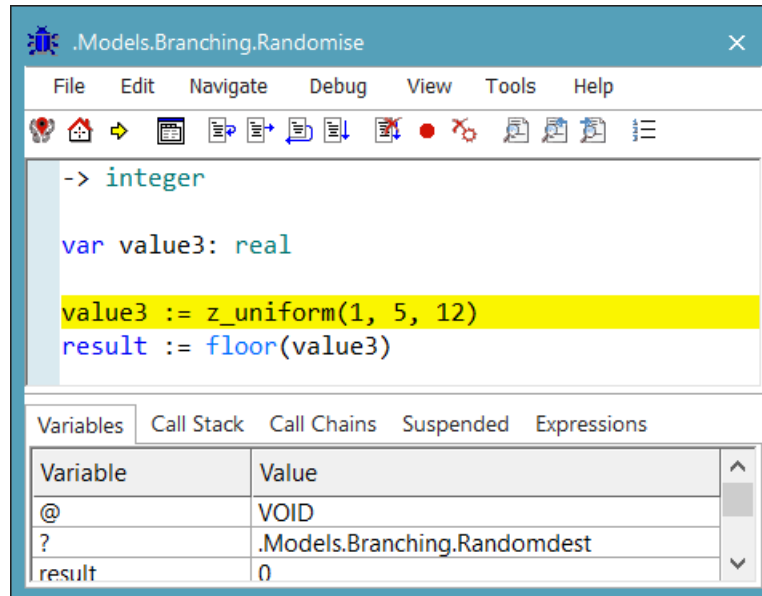 .Models.Branching.Randomise
File Edit Navigate Debug View Tools Help
-> integer
var value3: real
value3 := z_uniform(1, 5, 12)
result := floor(value3)
Variables Call Stack Call Chains Suspended Expressions
Variable Value
@ VOID
? .Models.Branching.Randomdest
result 0